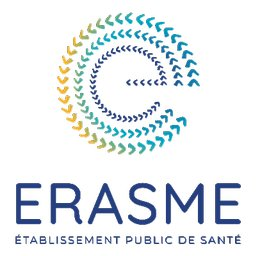 ERASME
ÉTABLISSEMENT PUBLIC DE SANTÉ